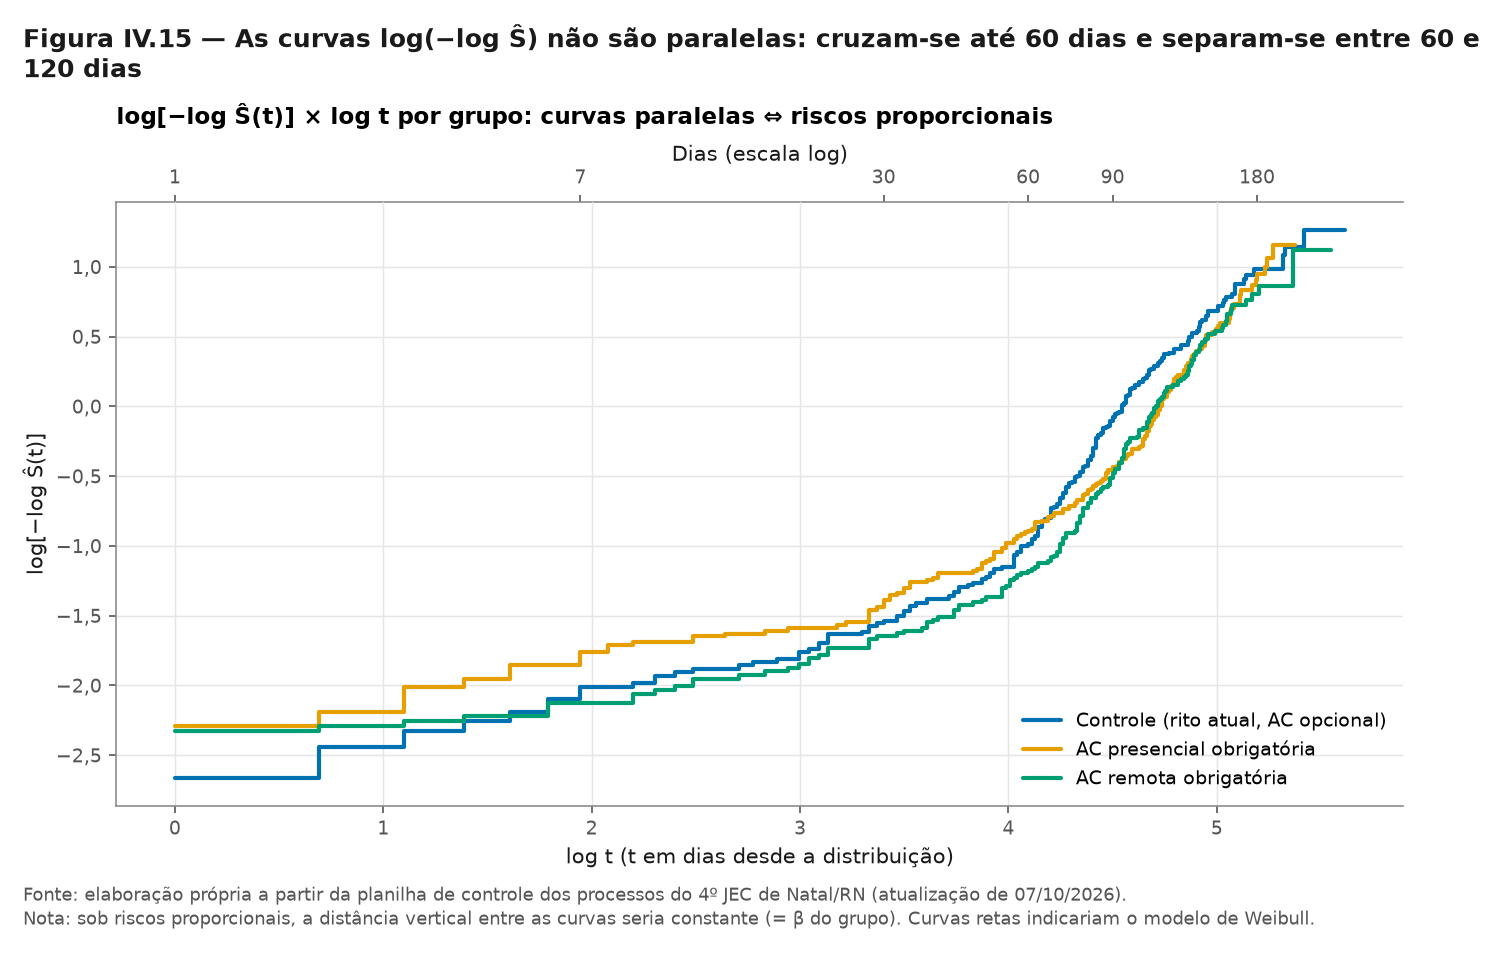 Figura IV.15 — As curvas log(−log Ŝ) não são paralelas: cruzam-se até 60 dias e separam-se entre 60 e
120 dias
log[−log Ŝ(t)] × log t por grupo: curvas paralelas ⇔ riscos proporcionais
Dias (escala log)
1 7 30 60 90 180
log[−log Ŝ(t)]
1,0
0,5
0,0
−0,5
−1,0
−1,5
−2,0
−2,5
Controle (rito atual, AC opcional)
AC presencial obrigatória
AC remota obrigatória
0 1 2 3 4 5
log t (t em dias desde a distribuição)
Fonte: elaboração própria a partir da planilha de controle dos processos do 4º JEC de Natal/RN (atualização de 07/10/2026).
Nota: sob riscos proporcionais, a distância vertical entre as curvas seria constante (= β do grupo). Curvas retas indicariam o modelo de Weibull.